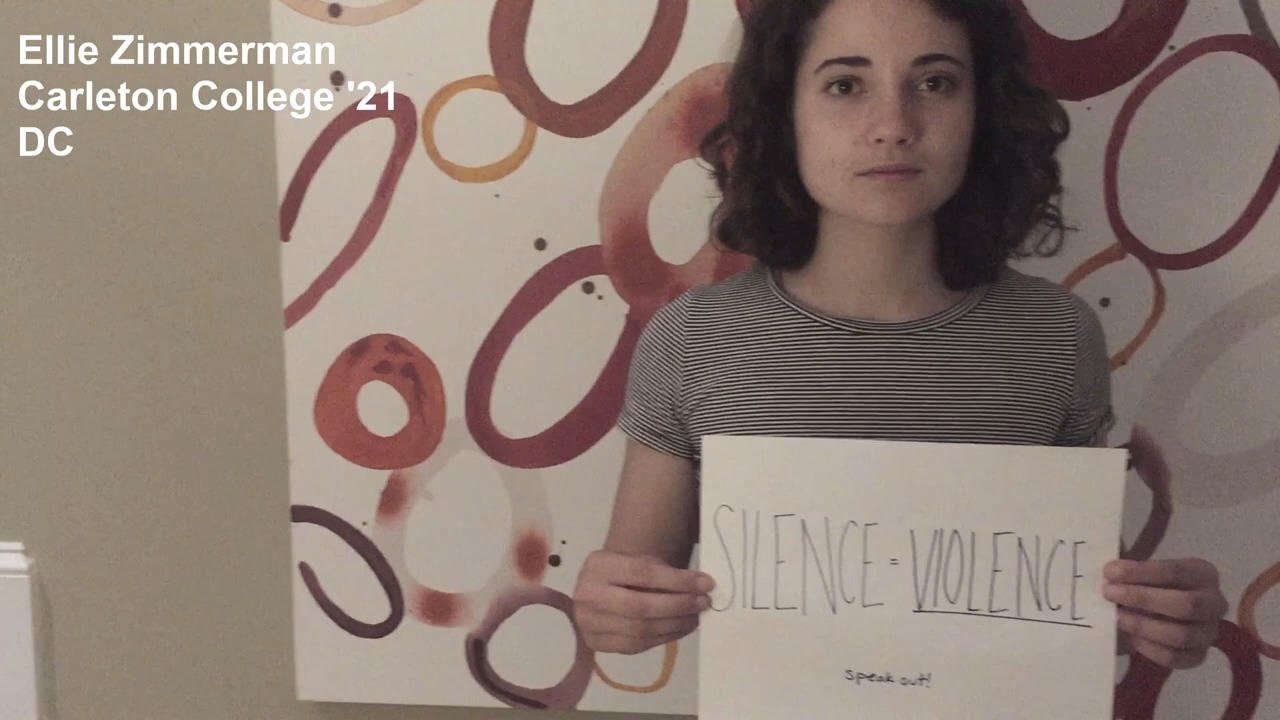 Ellie Zimmerman
Carleton College '21
DC
SILENCE = VIOLENCE
speak out!